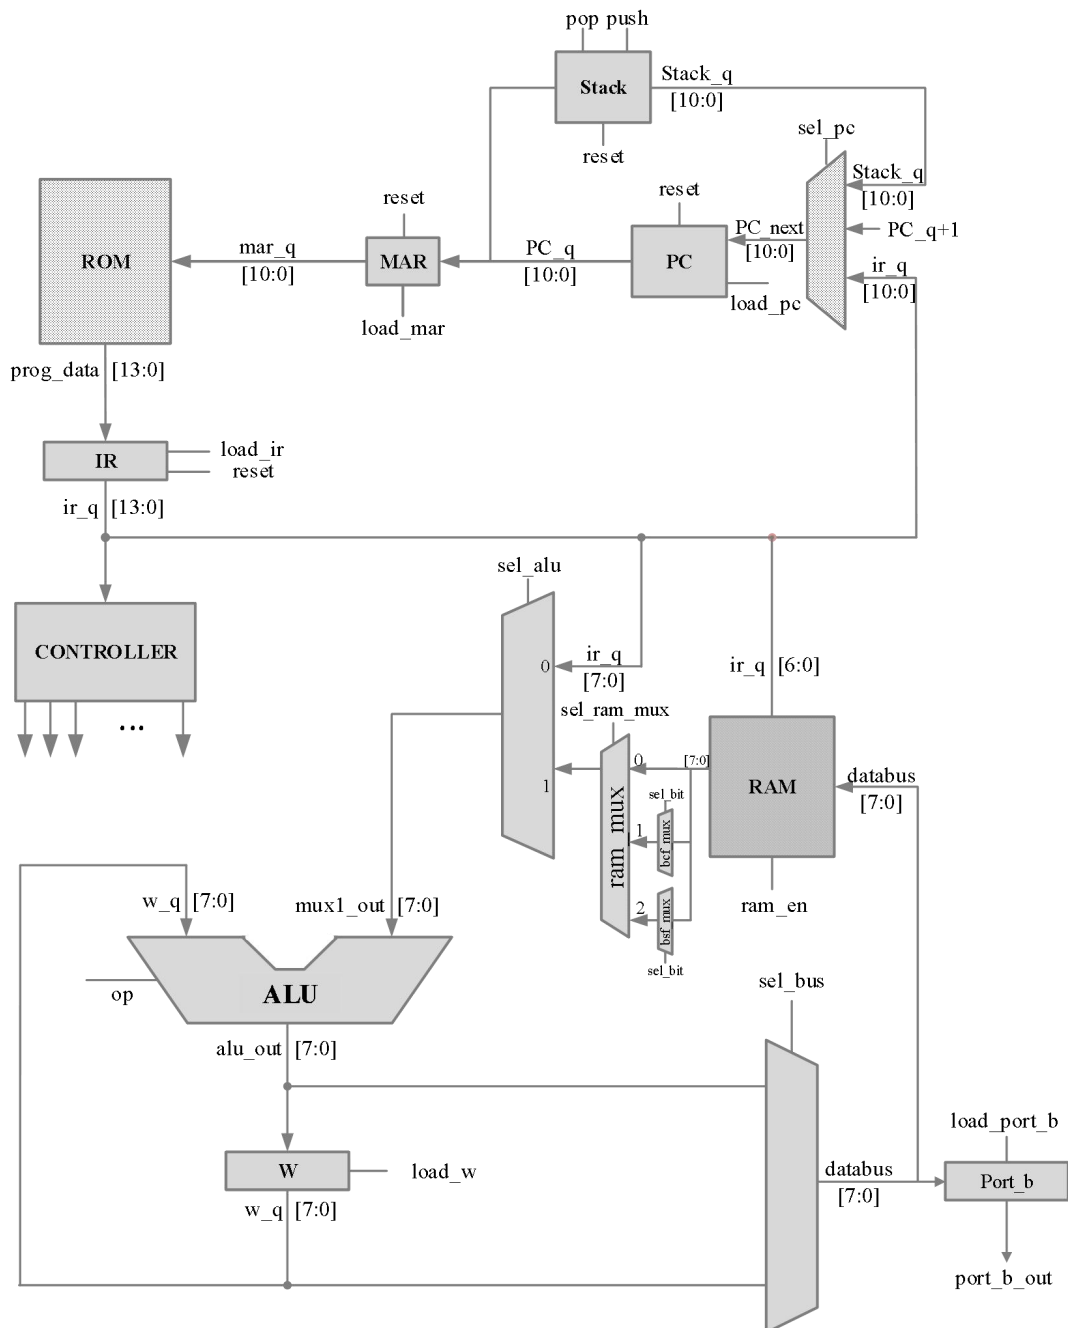 pop push
Stack
Stack_q
[10:0]
reset
sel_pc
Stack_q
[10:0]
PC_q+1
ir_q
[10:0]
PC_next
[10:0]
reset
PC
load_pc
PC_q
[10:0]
reset
MAR
load_mar
mar_q
[10:0]
ROM
prog_data [13:0]
IR
load_ir
reset
ir_q [13:0]
CONTROLLER
...
sel_alu
0
ir_q
[7:0]
1
sel_ram_mux
ram mux
0
[7:0]
1
sel_bit
bcf_mux
2
bsf_mux
sel_bit
ir_q [6:0]
RAM
databus
[7:0]
ram_en
w_q [7:0]
mux1_out [7:0]
op
ALU
alu_out [7:0]
W
load_w
w_q [7:0]
sel_bus
databus
[7:0]
load_port_b
Port_b
port_b_out